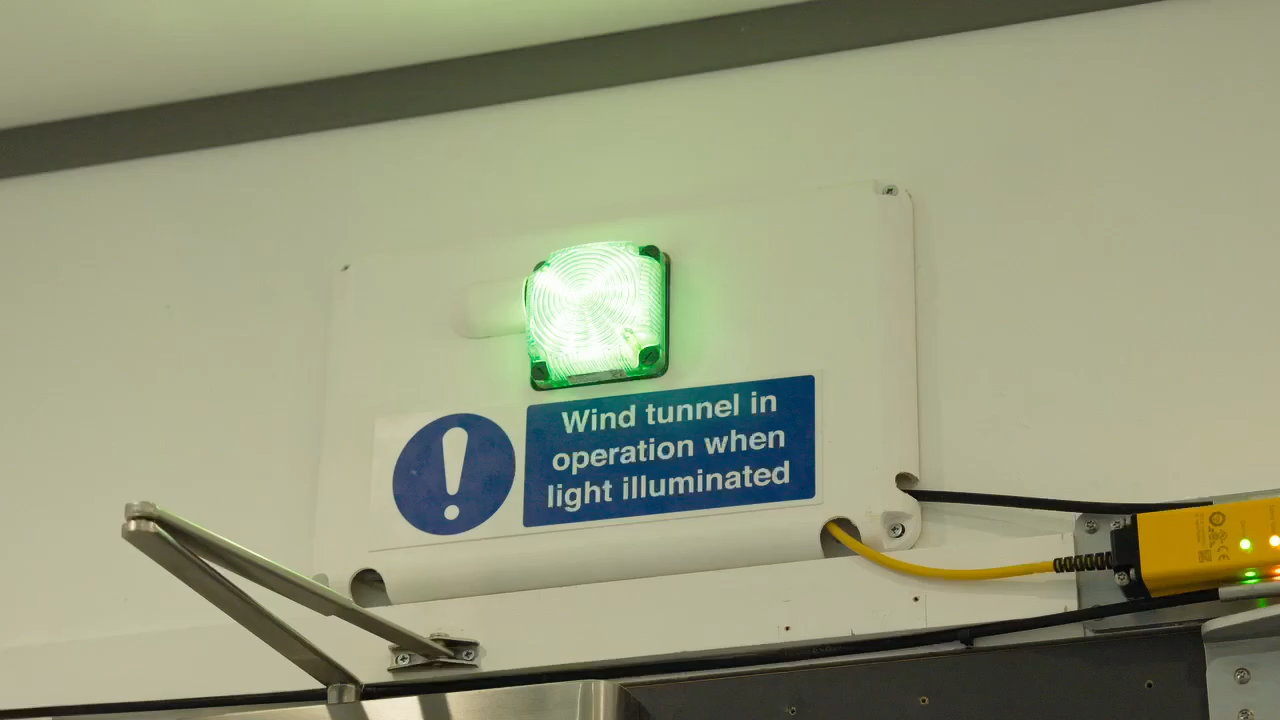 Wind tunnel in
operation when
light illuminated